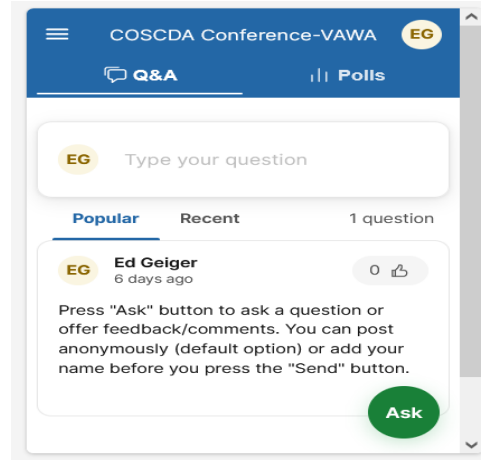 COSCDA Conference-VAWA EG
Q&A Polls
EG Type your question
Popular Recent 1 question
EG Ed Geiger 0
6 days ago
Press "Ask" button to ask a question or
offer feedback/comments. You can post
anonymously (default option) or add your
name before you press the "Send" button.
Ask